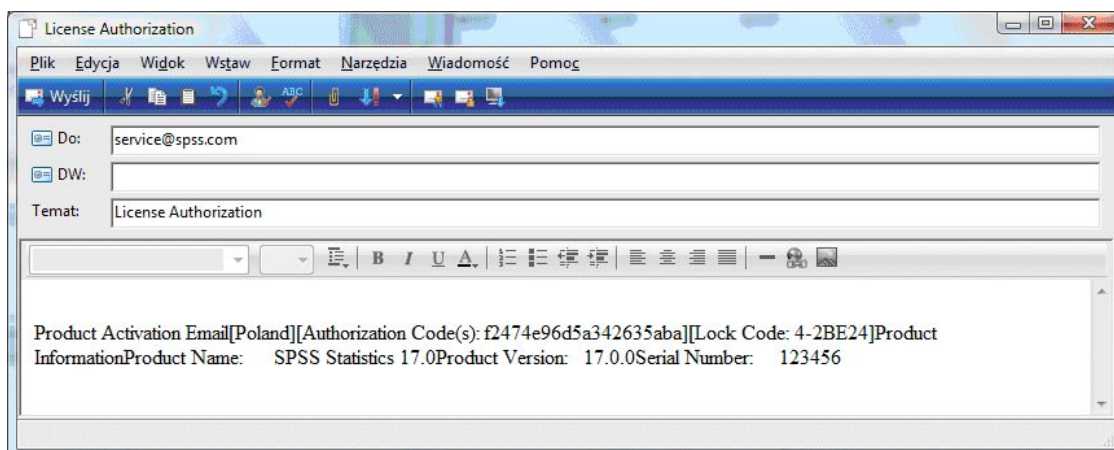 License Authorization
Plik Edycja Widok Wstaw Format Narzędzia Wiadomość Pomoc
Wyślij ABC
Do: service@spss.com
DW:
Temat: License Authorization
B I U A
Product Activation Email[Poland][Authorization Code(s): f2474e96d5a342635aba][Lock Code: 4-2BE24]Product
InformationProduct Name: SPSS Statistics 17.0Product Version: 17.0.0Serial Number: 123456